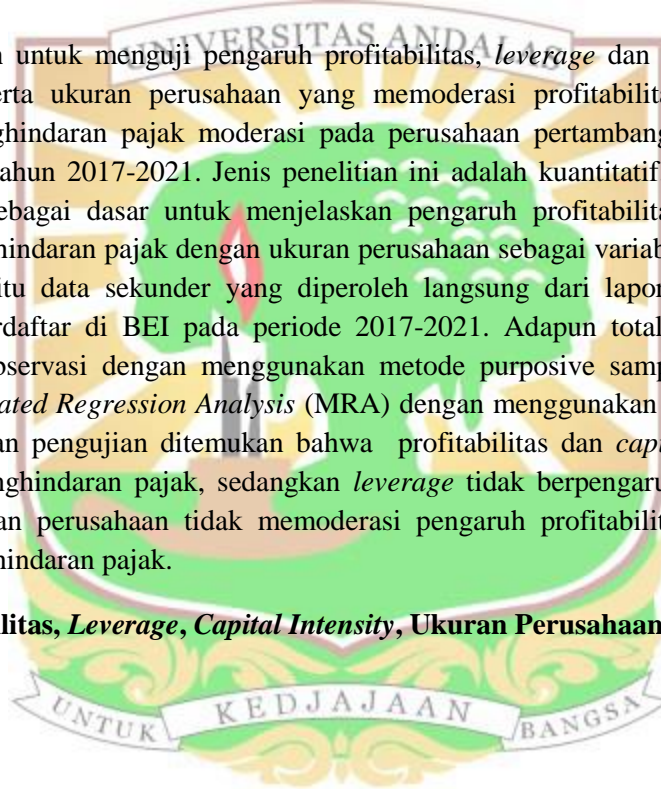 UNIVERSITAS ANDALAS
untuk menguji pengaruh profitabilitas, leverage dan
ukuran perusahaan yang memoderasi profitabilita
hindaran pajak moderasi pada perusahaan pertambang
ahun 2017-2021. Jenis penelitian ini adalah kuantitatif
ebagai dasar untuk menjelaskan pengaruh profitabilita
hindaran pajak dengan ukuran perusahaan sebagai variab
itu data sekunder yang diperoleh langsung dari lapor
rdaftar di BEI pada periode 2017-2021. Adapun total
bservasi dengan menggunakan metode purposive samp
ated Regression Analysis (MRA) dengan menggunakan
an pengujian ditemukan bahwa profitabilitas dan capi
nghindaran pajak, sedangkan leverage tidak berpengaru
an perusahaan tidak memoderasi pengaruh profitabilit
hindaran pajak.
litas, Leverage, Capital Intensity, Ukuran Perusahaan
UNTUK KEDJAJAAN BANGSA